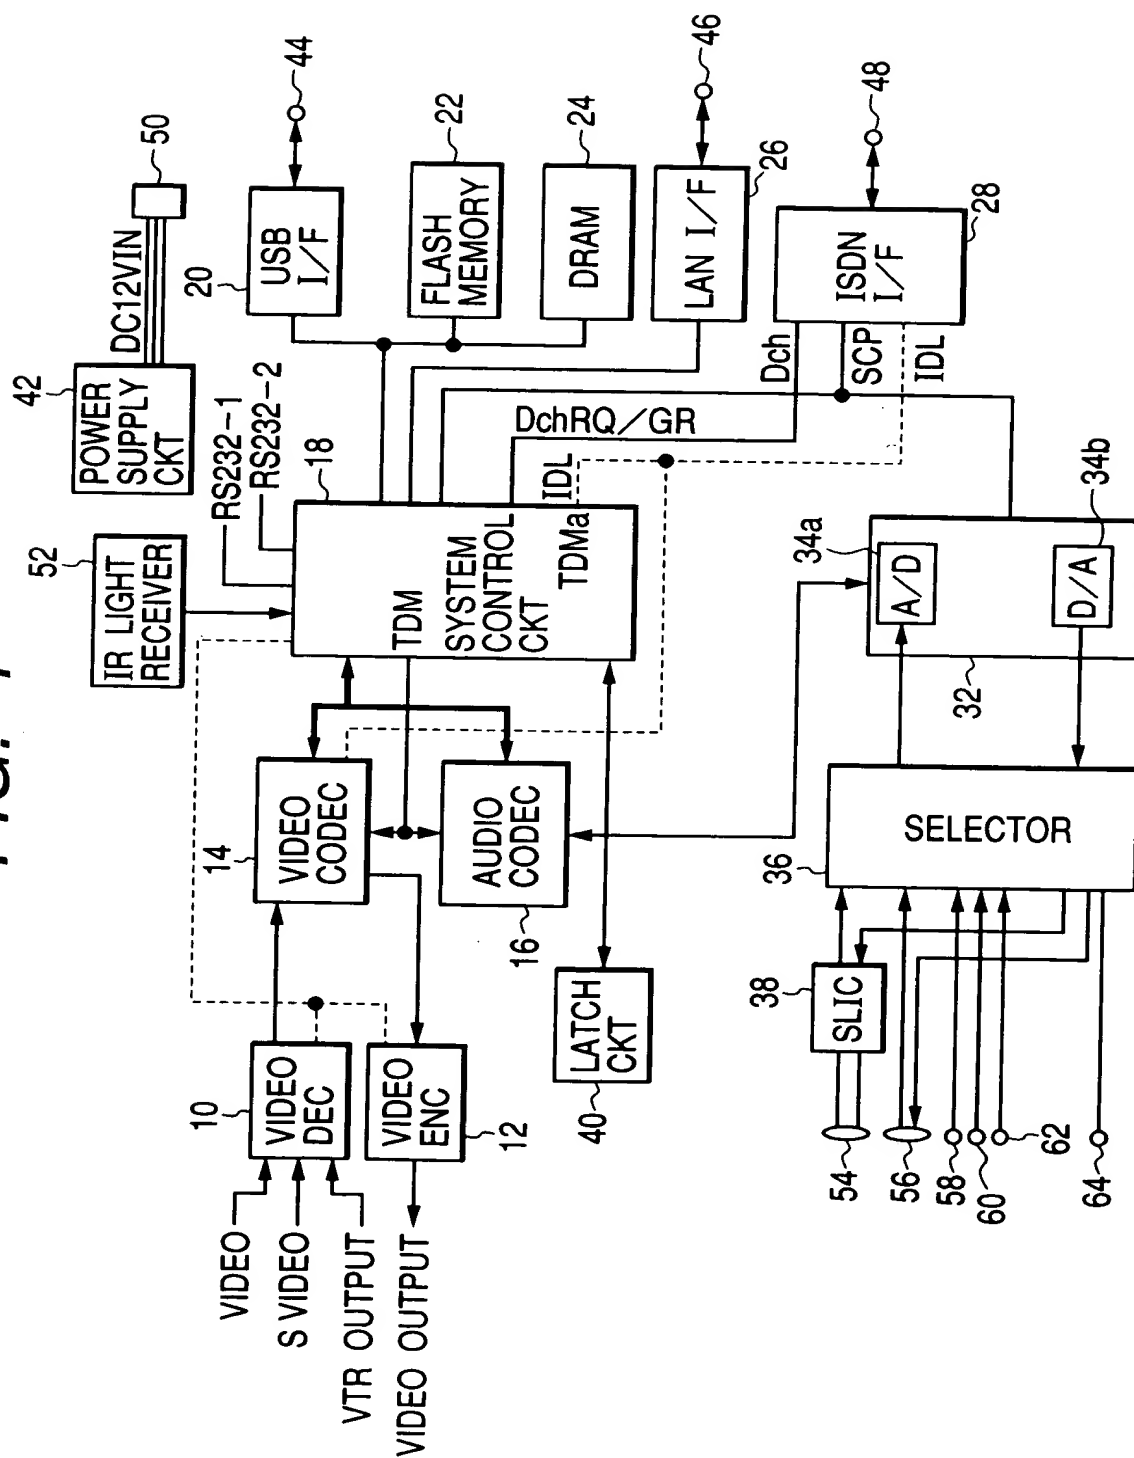 FIG. 1
VIDEO
S VIDEO
VTR OUTPUT
VIDEO OUTPUT
10
VIDEO
DEC
VIDEO
ENC
12
14
VIDEO
CODEC
AUDIO
CODEC
16
LATCH
CKT
40
52
IR LIGHT
RECEIVER
42
POWER
SUPPLY
CKT
DC12VIN
50
RS232-1
RS232-2
18
TDM
SYSTEM
CONTROL
CKT
TDMa
IDL
DchRQ/GR
20
USB
I/F
44
FLASH
MEMORY
22
DRAM
24
LAN I/F
26
46
ISDN
I/F
28
48
Dch
SCP
IDL
34a
A/D
D/A
34b
32
36
SELECTOR
38
SLIC
54
56
58
60
62
64